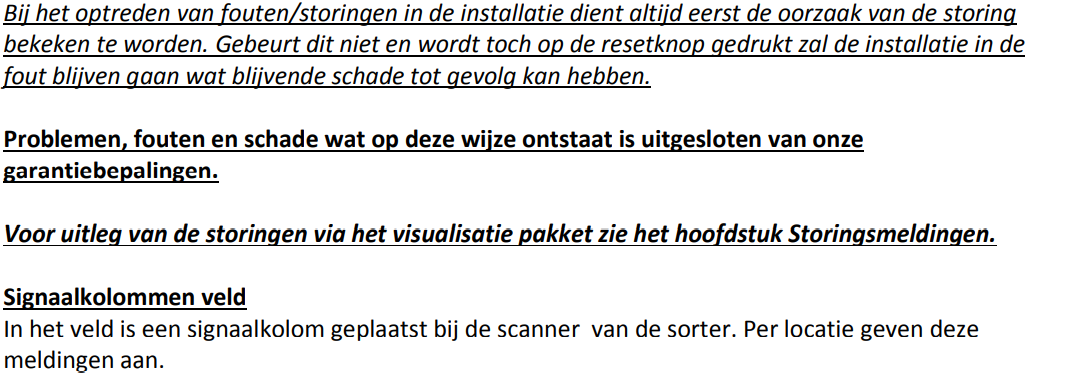 Bij het optreden van fouten/storingen in de installatie dient altijd eerst de oorzaak van de storing
bekeken te worden. Gebeurt dit niet en wordt toch op de resetknop gedrukt zal de installatie in de
fout blijven gaan wat blijvende schade tot gevolg kan hebben.
Problemen, fouten en schade wat op deze wijze ontstaat is uitgesloten van onze
garantiebepalingen.
Voor uitleg van de storingen via het visualisatie pakket zie het hoofdstuk Storingsmeldingen.
Signaalkolommen veld
In het veld is een signaalkolom geplaatst bij de scanner  van de sorter. Per locatie geven deze
meldingen aan.